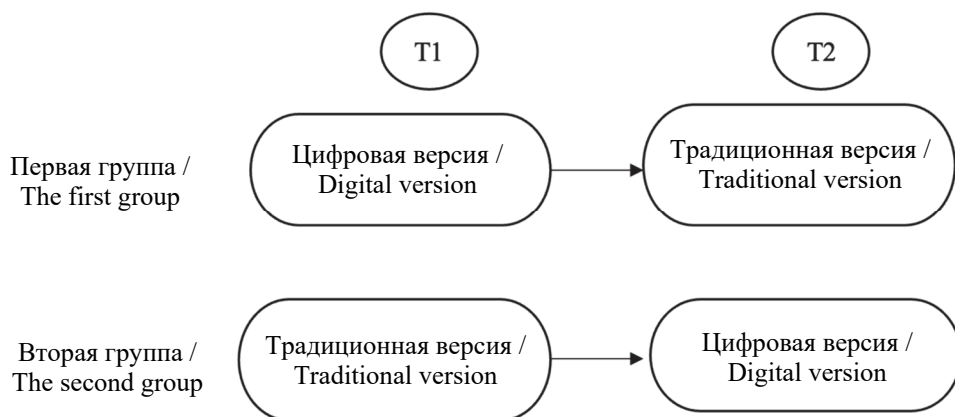 T1
T2
Первая группа /
The first group
Цифровая версия /
Digital version
Традиционная версия /
Traditional version
Вторая группа /
The second group
Традиционная версия /
Traditional version
Цифровая версия /
Digital version